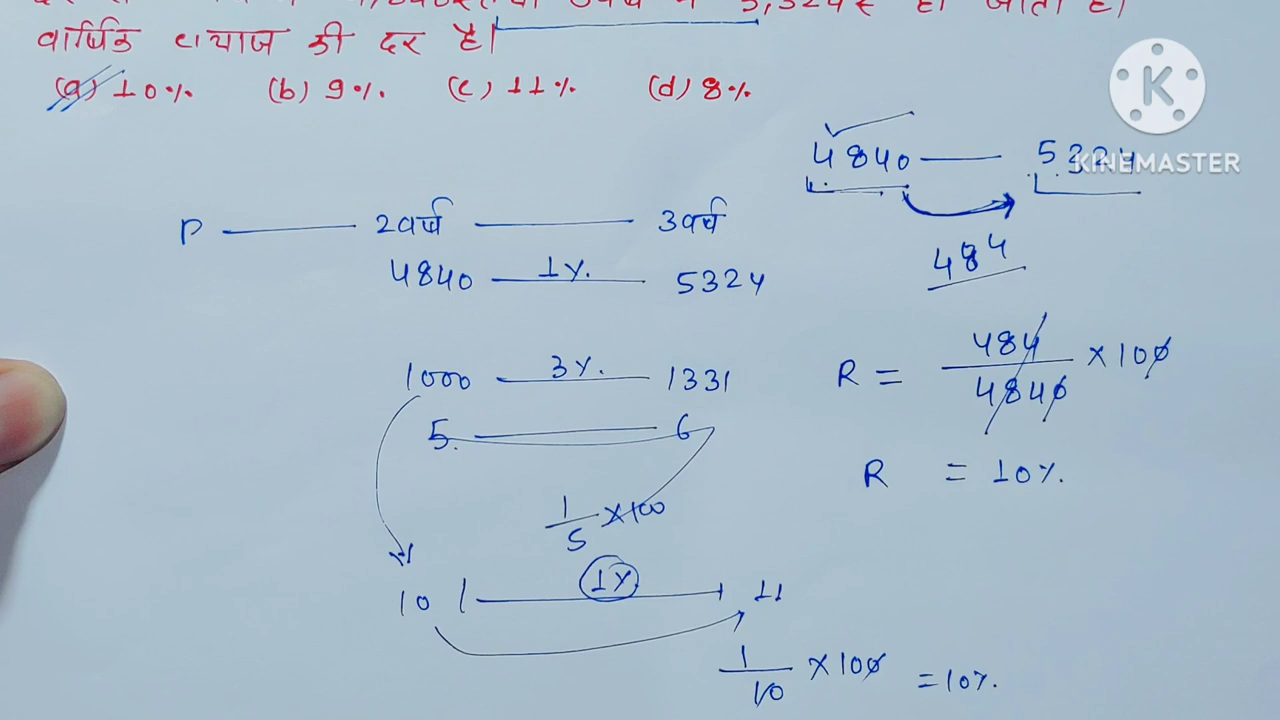 वार्षिक ब्याज की दर है।
(a) 10% (b) 9% (c) 11% (d) 8%
K
KINEMASTER
4840 — 5324
484
P — 2वर्ष — 3वर्ष
4840 — 1Y. — 5324
1000 — 3Y. — 1331
5. — 6
1/5 × 100
10 — 1Y — 11
1/10 × 100 = 10%.
R = 484/4840 × 100
R = 10%.